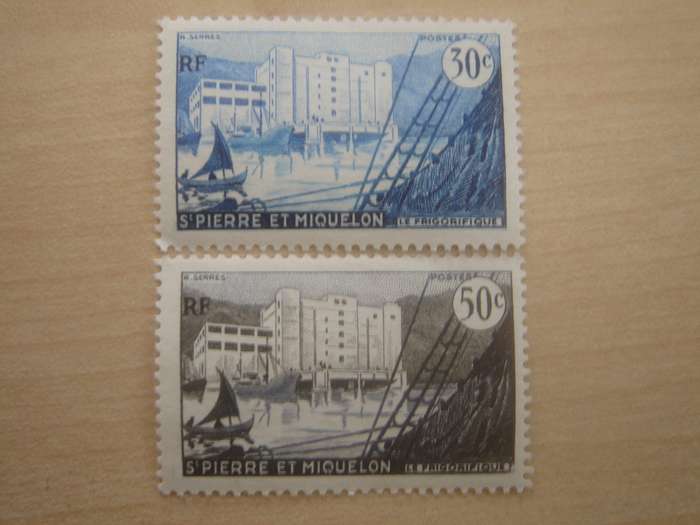 R. SERRES POSTES
RF 30c
St PIERRE ET MIQUELON LE FRIGORIFIQUE
R. SERRES POSTES
RF 50c
St PIERRE ET MIQUELON LE FRIGORIFIQUE